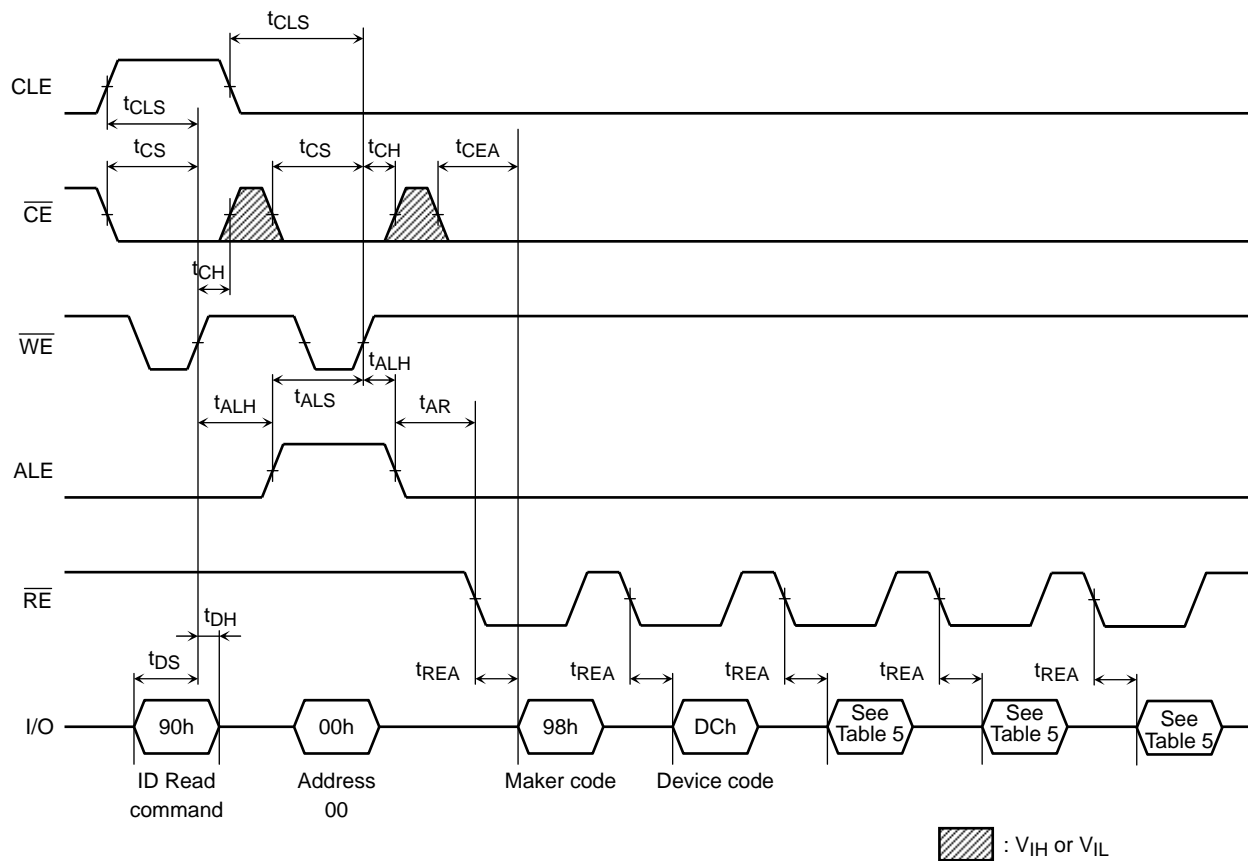 tCLS
CLE
tCLS
tCS
tCS
tCH
tCEA
CE
tCH
WE
tALH
tALH
tALS
tAR
ALE
RE
tDH
tDS
tREA
tREA
tREA
tREA
tREA
I/O
90h
00h
98h
DCh
See
Table 5
See
Table 5
See
Table 5
ID Read
command
Address
00
Maker code
Device code
: VIH or VIL